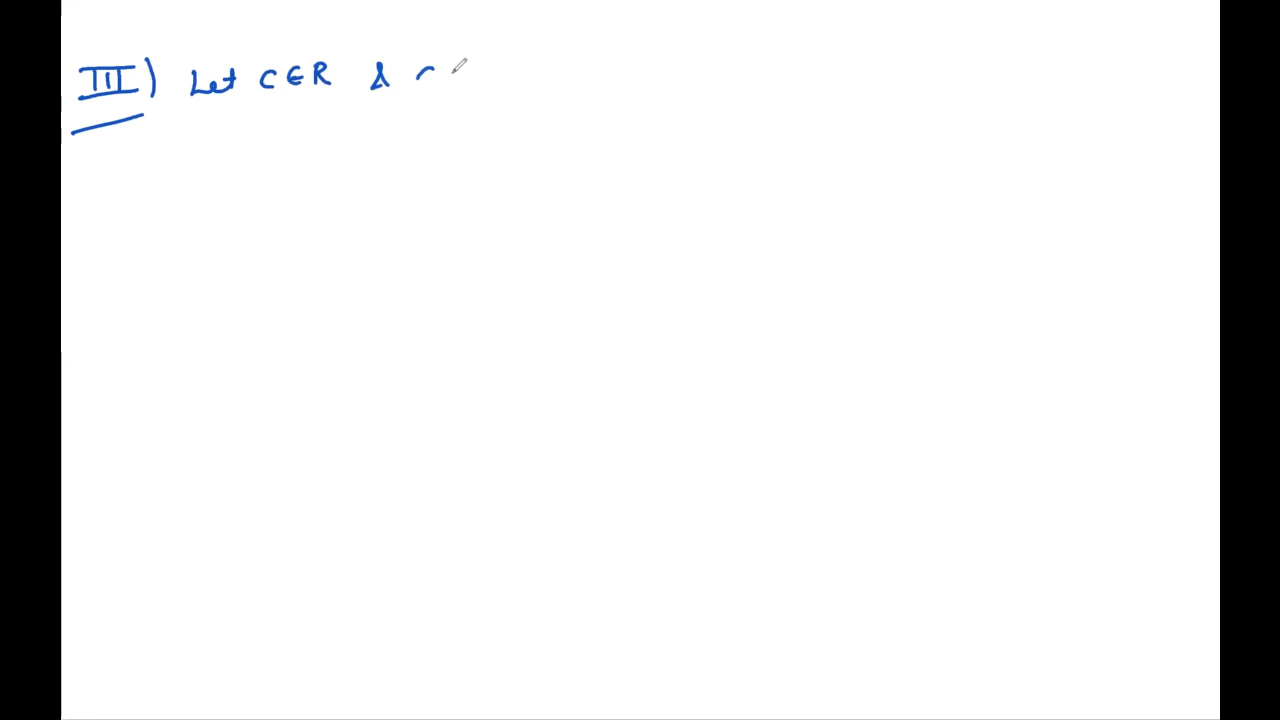 III) Let C ∈ R &